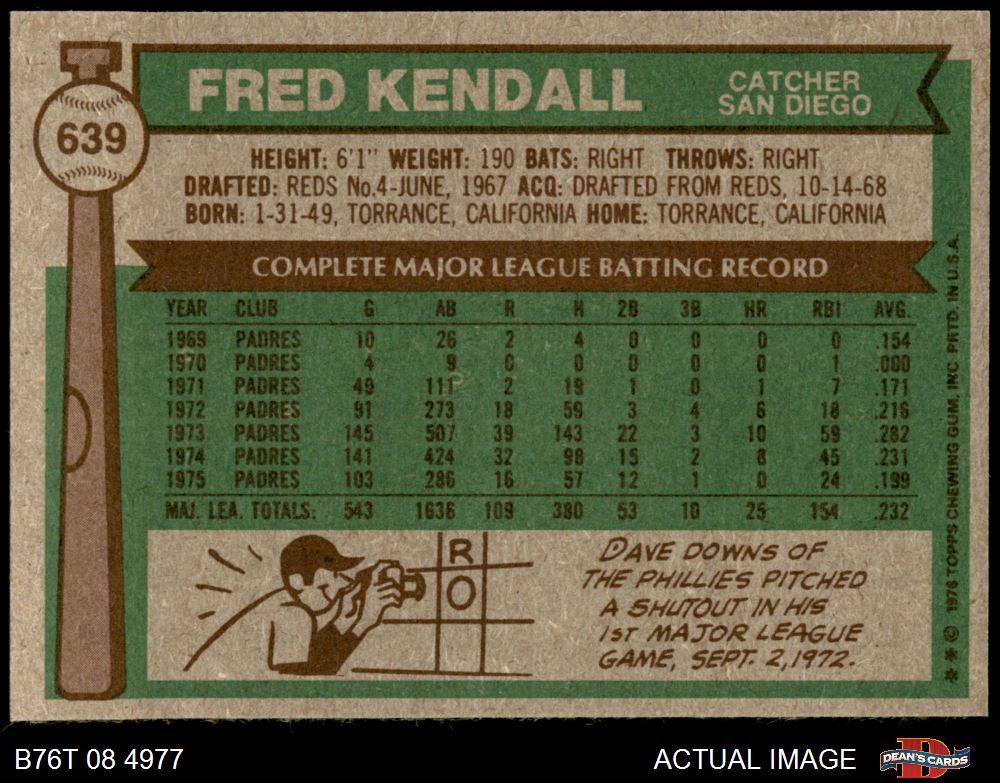 639
FRED KENDALL
CATCHER
SAN DIEGO
HEIGHT: 6'1" WEIGHT: 190 BATS: RIGHT THROWS: RIGHT
DRAFTED: REDS No.4-JUNE, 1967 ACQ: DRAFTED FROM REDS, 10-14-68
BORN: 1-31-49, TORRANCE, CALIFORNIA HOME: TORRANCE, CALIFORNIA
COMPLETE MAJOR LEAGUE BATTING RECORD
YEAR CLUB G AB R H 2B 3B HR RBI AVG.
1969 PADRES 10 26 2 4 0 0 0 0 .154
1970 PADRES 4 9 0 0 0 0 0 1 .000
1971 PADRES 49 111 2 19 1 0 1 7 .171
1972 PADRES 91 273 18 59 3 4 6 18 .216
1973 PADRES 145 507 39 143 22 3 10 59 .282
1974 PADRES 141 424 32 98 15 2 8 45 .231
1975 PADRES 103 286 16 57 12 1 0 24 .199
MAJ. LEA. TOTALS: 543 1636 109 380 53 10 25 154 .232
R
O
DAVE DOWNS OF
THE PHILLIES PITCHED
A SHUTOUT IN HIS
1ST MAJOR LEAGUE
GAME, SEPT. 2, 1972.
** © 1976 TOPPS CHEWING GUM, INC PRTD. IN U.S.A.
B76T 08 4977
ACTUAL IMAGE
D
DEAN'S CARDS